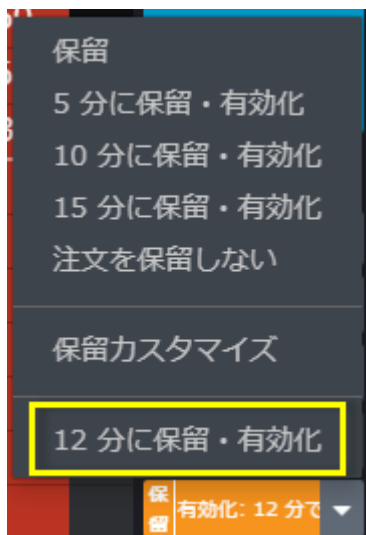 保留
5 分に保留・有効化
10 分に保留・有効化
15 分に保留・有効化
注文を保留しない
保留カスタマイズ
12 分に保留・有効化
保留
有効化: 12 分で